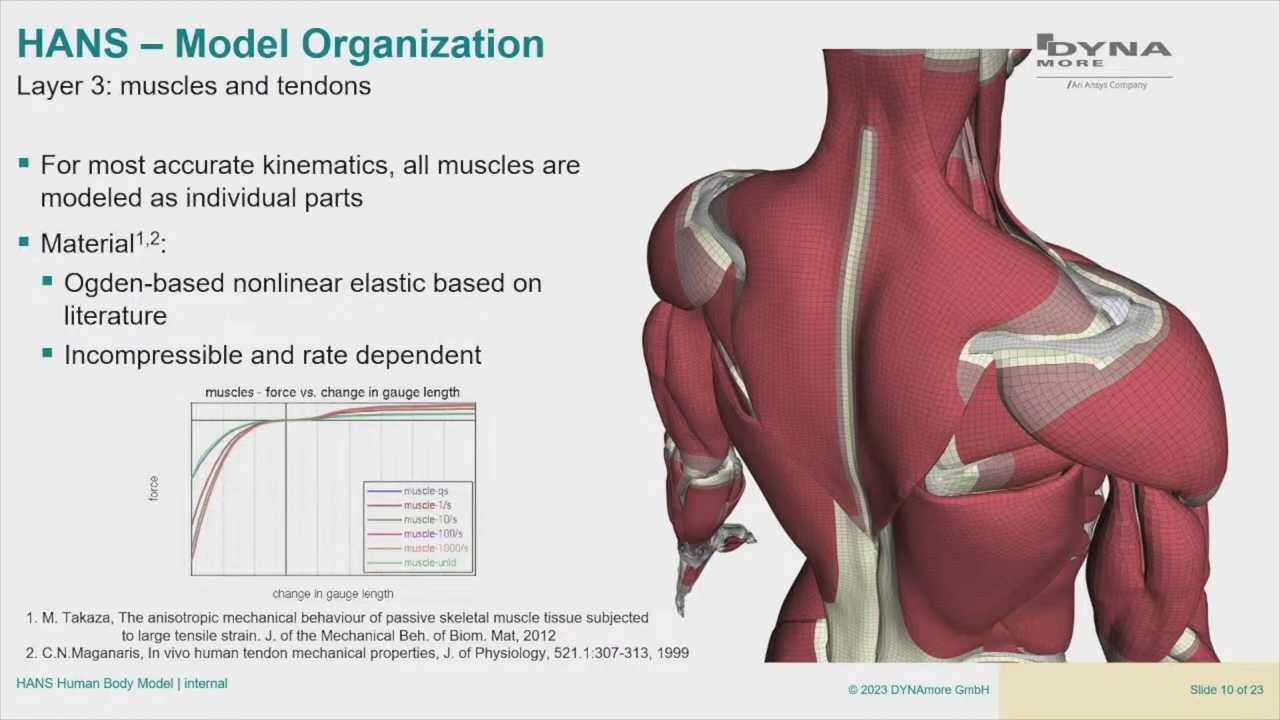 HANS – Model Organization
Layer 3: muscles and tendons
DYNA
MORE
/An Ansys Company
For most accurate kinematics, all muscles are
modeled as individual parts
Material1,2:
Ogden-based nonlinear elastic based on
literature
Incompressible and rate dependent
muscles - force vs. change in gauge length
force
muscle-qs
muscle-1/s
muscle-10/s
muscle-100/s
muscle-1000/s
muscle-unld
change in gauge length
1. M. Takaza, The anisotropic mechanical behaviour of passive skeletal muscle tissue subjected
to large tensile strain. J. of the Mechanical Beh. of Biom. Mat, 2012
2. C.N.Maganaris, In vivo human tendon mechanical properties, J. of Physiology, 521.1:307-313, 1999
HANS Human Body Model | internal
© 2023 DYNAmore GmbH
Slide 10 of 23